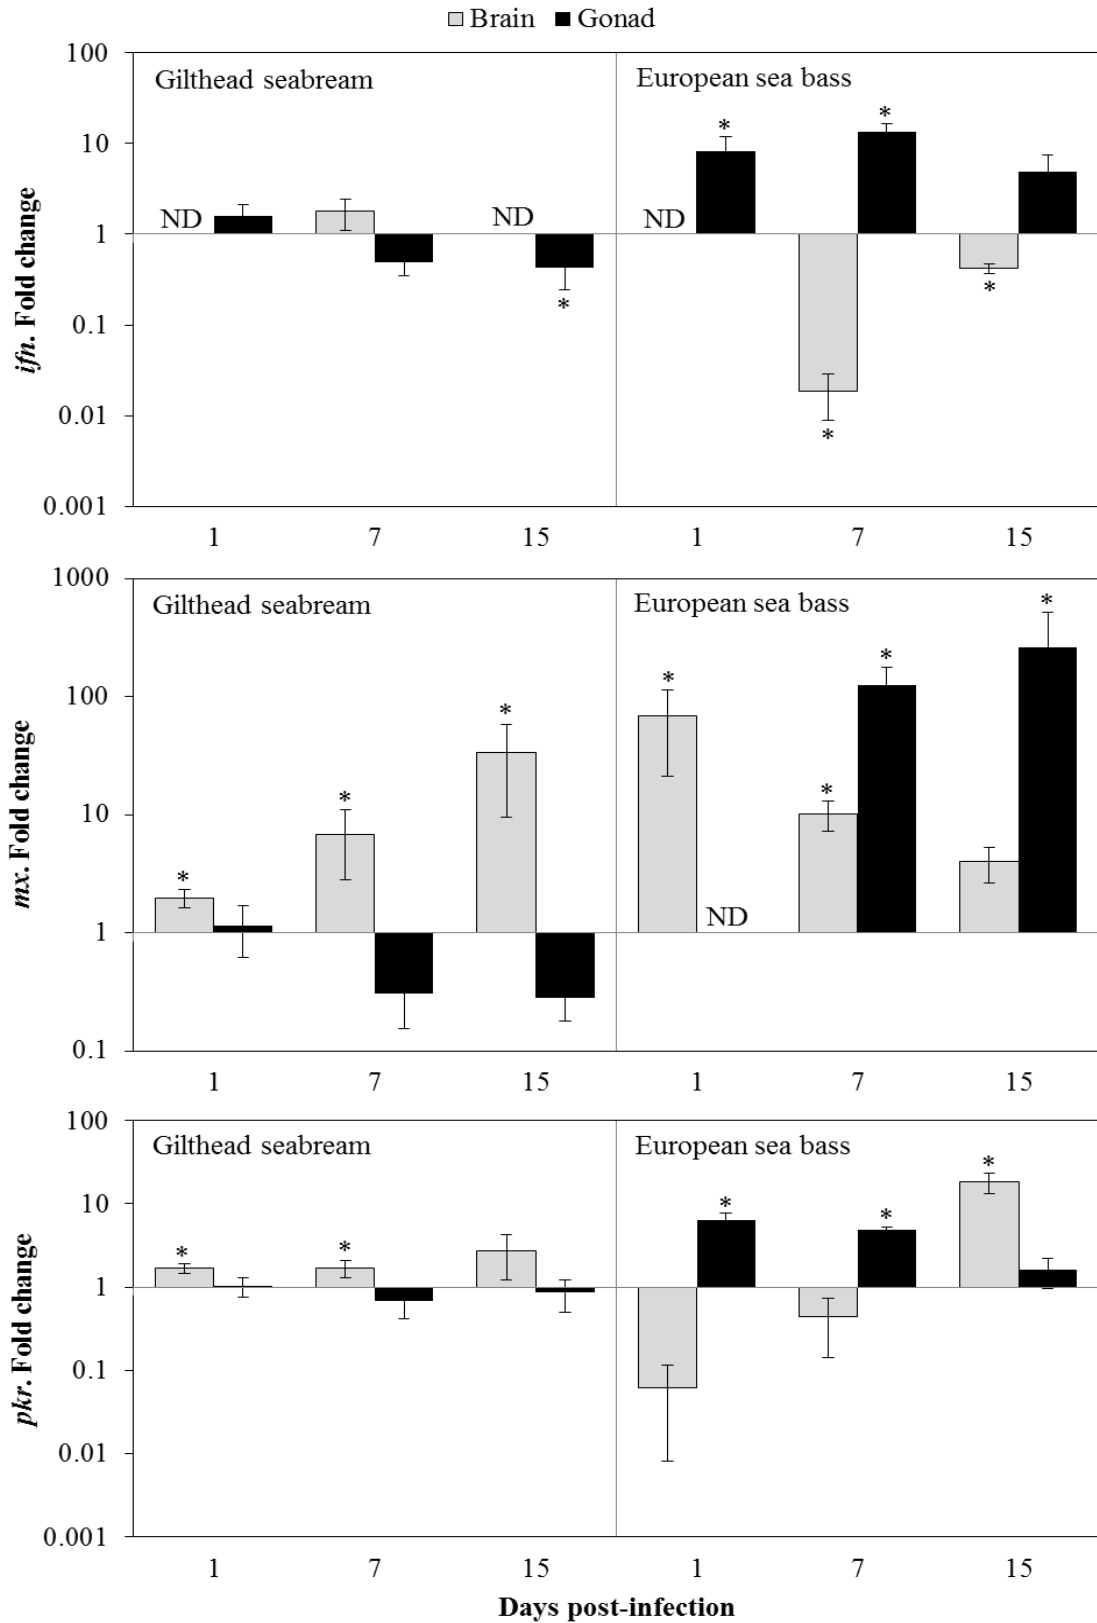 Brain Gonad
100
Gilthead seabream European sea bass
* *
10
ND ND ND
1
* *
0.1
0.01
*
0.001
1 7 15 1 7 15
ifn. Fold change
1000
Gilthead seabream European sea bass
*
* *
100
*
* *
10
*
ND
1
0.1
1 7 15 1 7 15
mx. Fold change
100
Gilthead seabream European sea bass
*
10
* *
* *
1
0.1
0.01
0.001
1 7 15 1 7 15
pkr. Fold change
Days post-infection